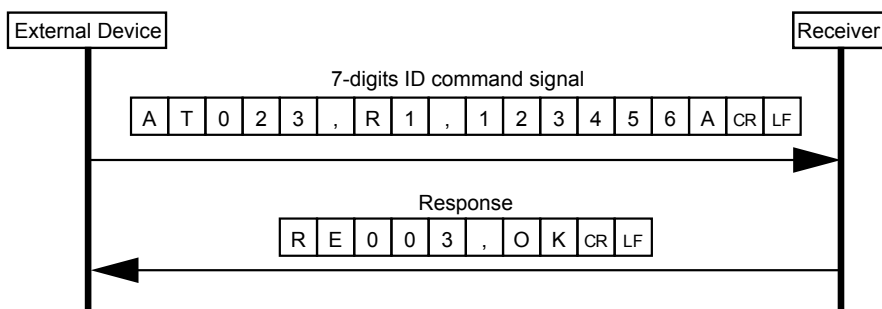 External Device
Receiver
7-digits ID command signal
A T 0 2 3 , R 1 , 1 2 3 4 5 6 A CR LF
Response
R E 0 0 3 , O K CR LF